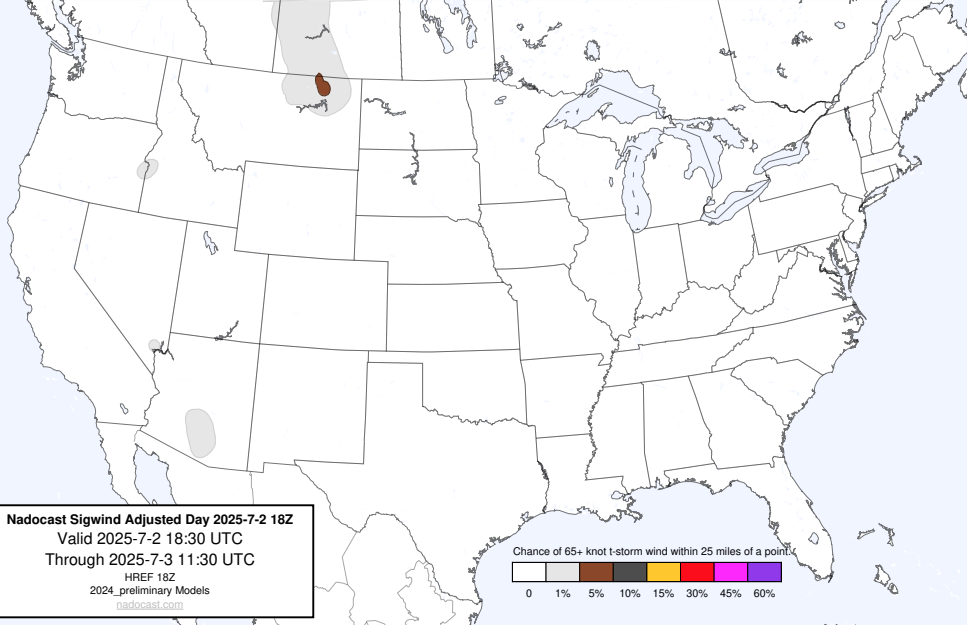 Nadocast Sigwind Adjusted Day 2025-7-2 18Z
Valid 2025-7-2 18:30 UTC
Through 2025-7-3 11:30 UTC
HREF 18Z
2024_preliminary Models
nadocast.com
Chance of 65+ knot t-storm wind within 25 miles of a point.
0 1% 5% 10% 15% 30% 45% 60%